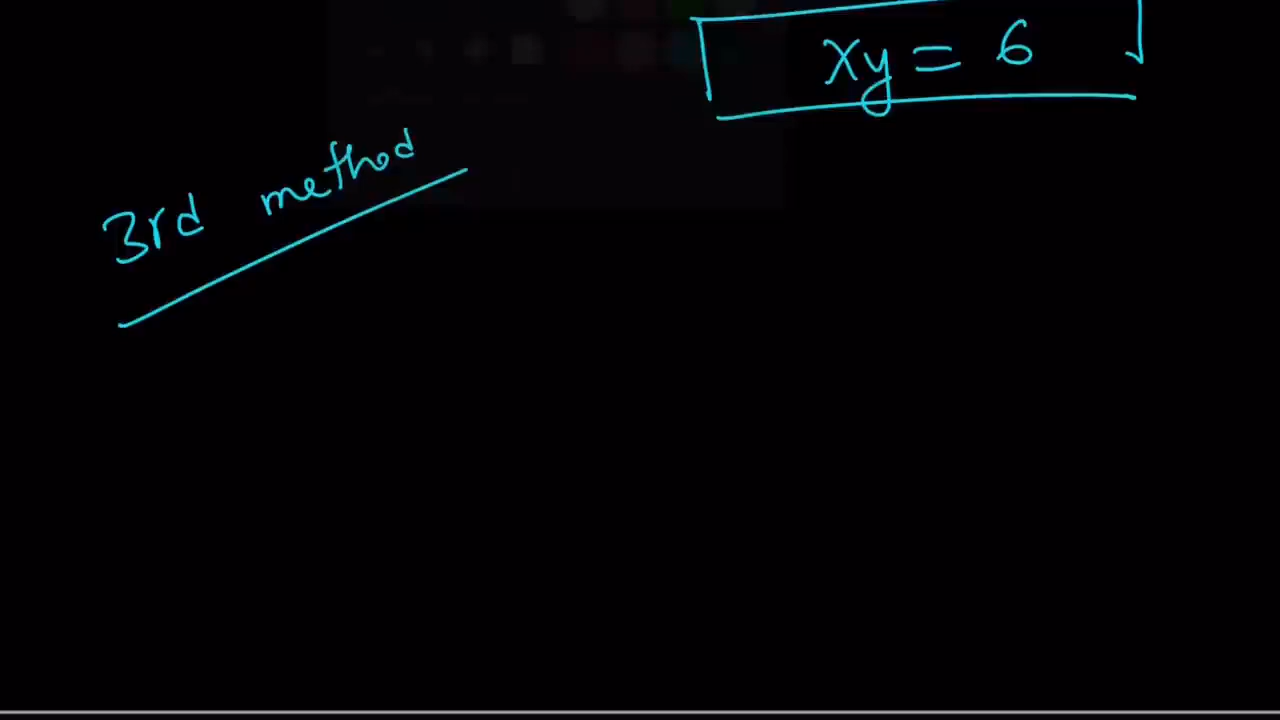 xy = 6
3rd method